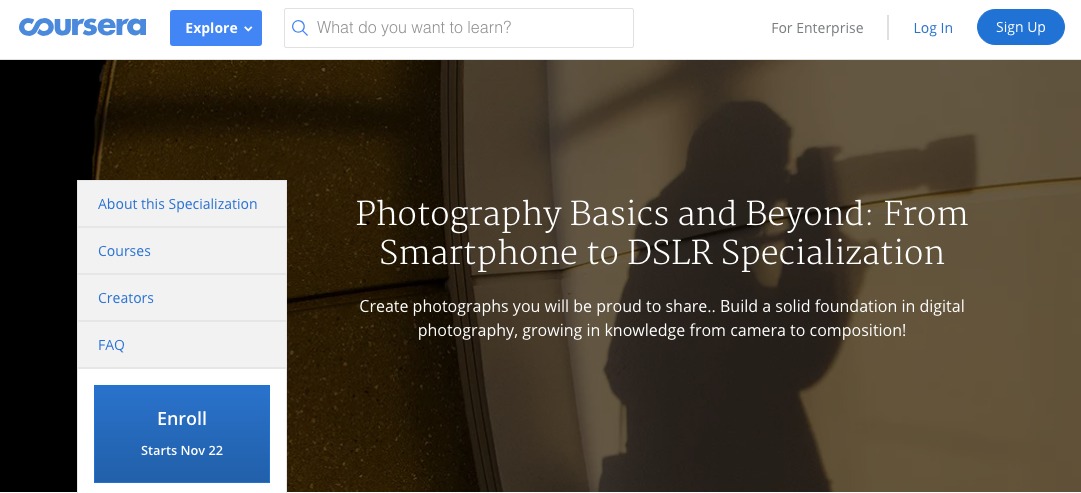 coursera
Explore
What do you want to learn?
For Enterprise
Log In
Sign Up
About this Specialization
Courses
Creators
FAQ
Enroll
Starts Nov 22
Photography Basics and Beyond: From
Smartphone to DSLR Specialization
Create photographs you will be proud to share.. Build a solid foundation in digital
photography, growing in knowledge from camera to composition!